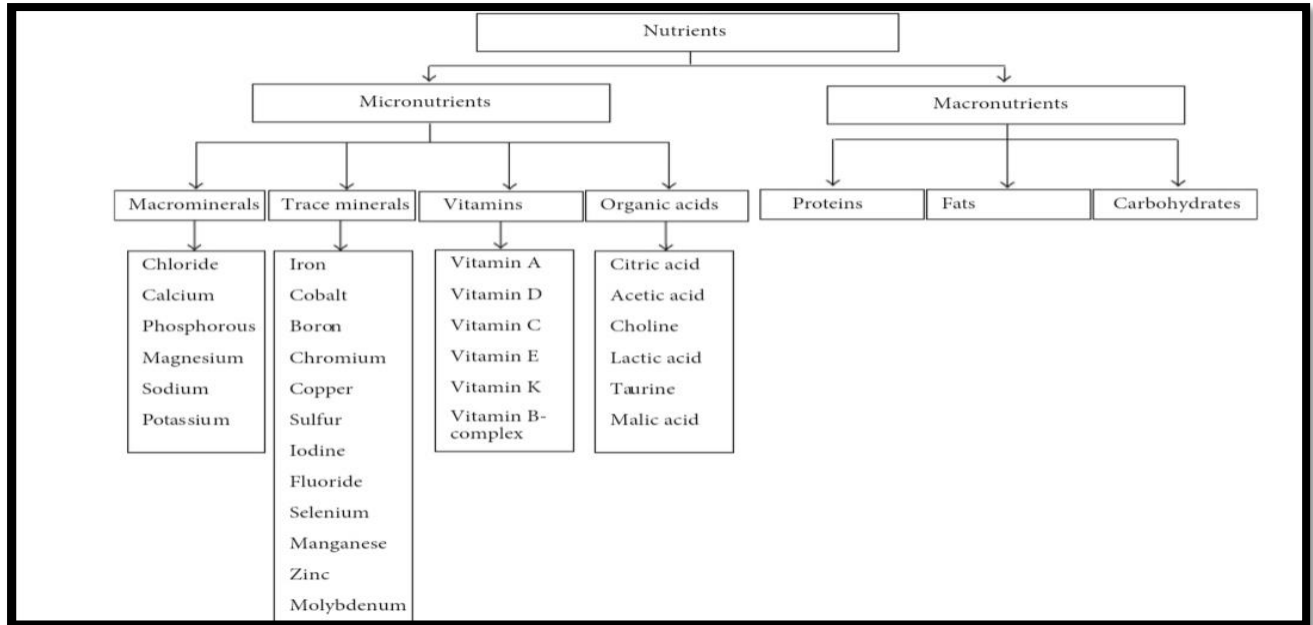 Nutrients
Micronutrients
Macronutrients
Macrominerals
Trace minerals
Vitamins
Organic acids
Proteins
Fats
Carbohydrates
Chloride
Calcium
Phosphorous
Magnesium
Sodium
Potassium
Iron
Cobalt
Boron
Chromium
Copper
Sulfur
Iodine
Fluoride
Selenium
Manganese
Zinc
Molybdenum
Vitamin A
Vitamin D
Vitamin C
Vitamin E
Vitamin K
Vitamin B-
complex
Citric acid
Acetic acid
Choline
Lactic acid
Taurine
Malic acid